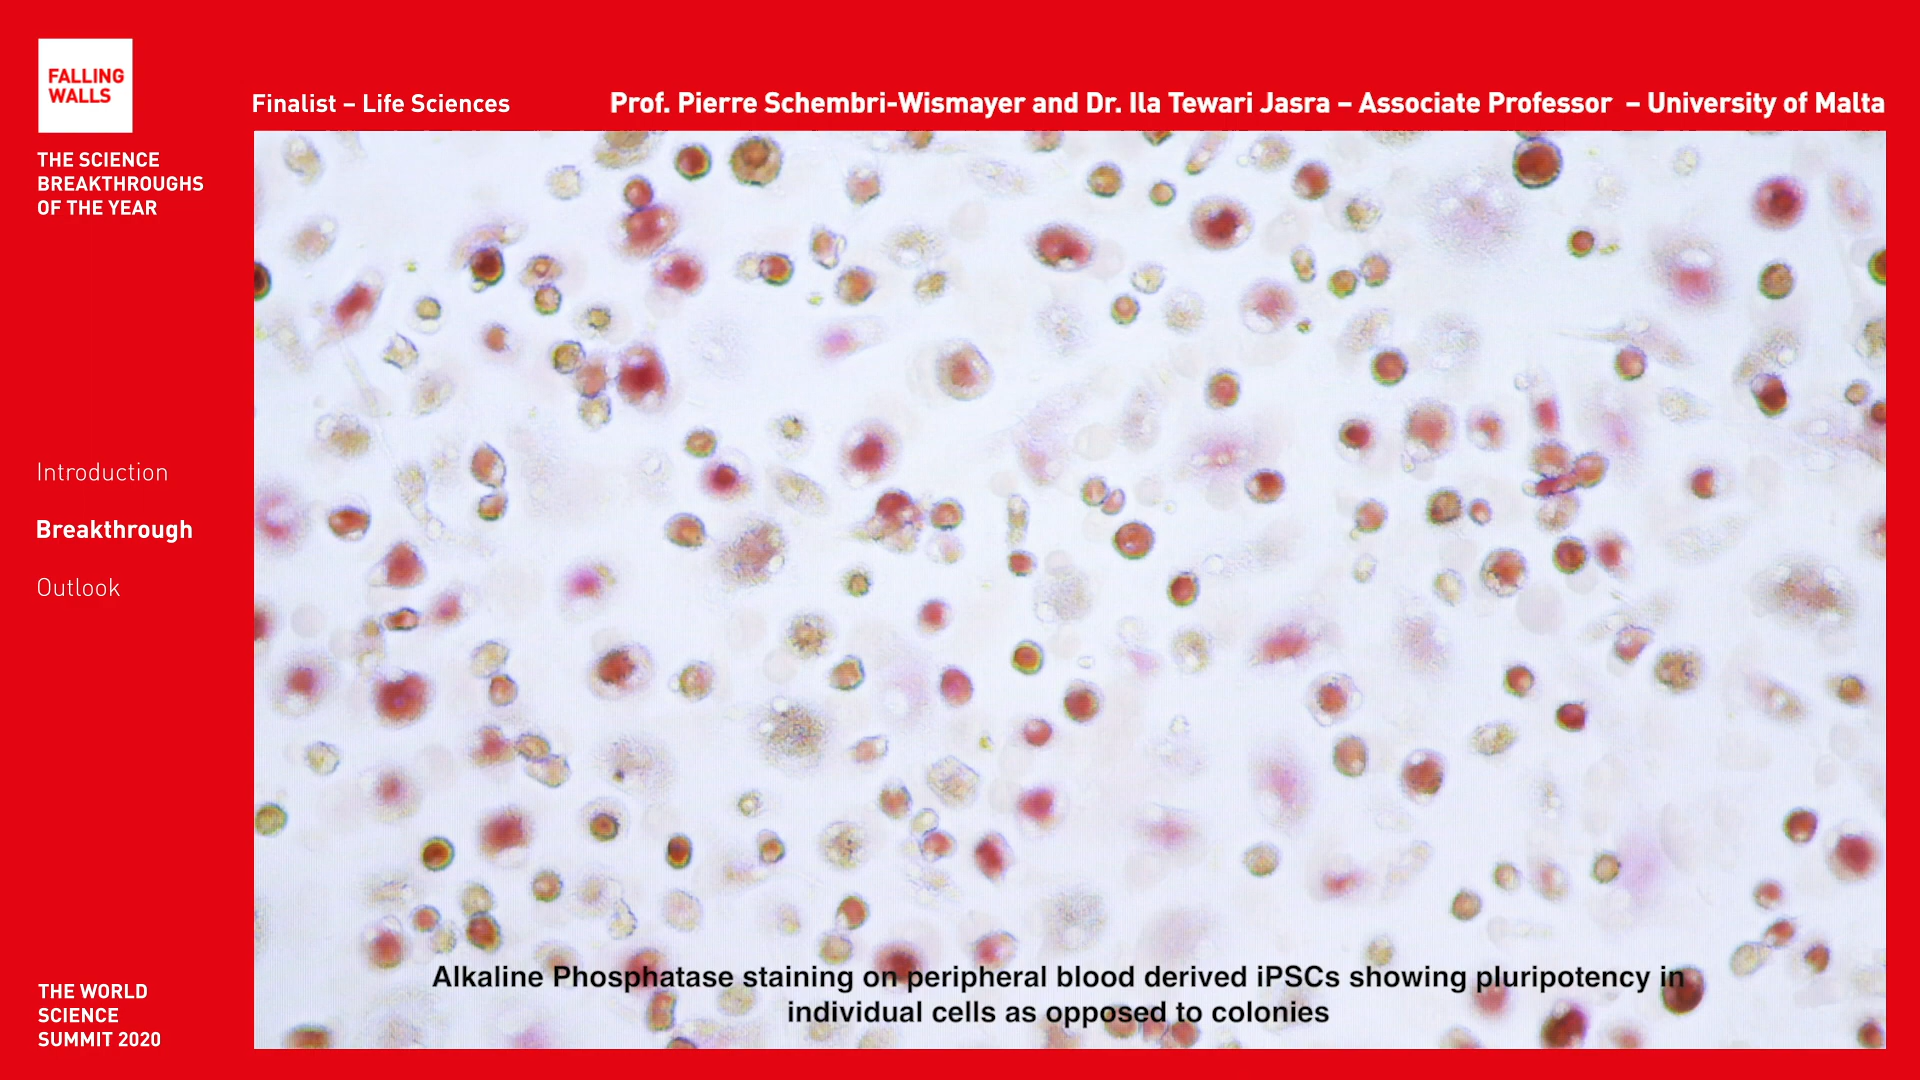 FALLING
WALLS
Finalist – Life Sciences
Prof. Pierre Schembri-Wismayer and Dr. Ila Tewari Jasra – Associate Professor – University of Malta
THE SCIENCE
BREAKTHROUGHS
OF THE YEAR
Introduction
Breakthrough
Outlook
Alkaline Phosphatase staining on peripheral blood derived iPSCs showing pluripotency in
individual cells as opposed to colonies
THE WORLD
SCIENCE
SUMMIT 2020